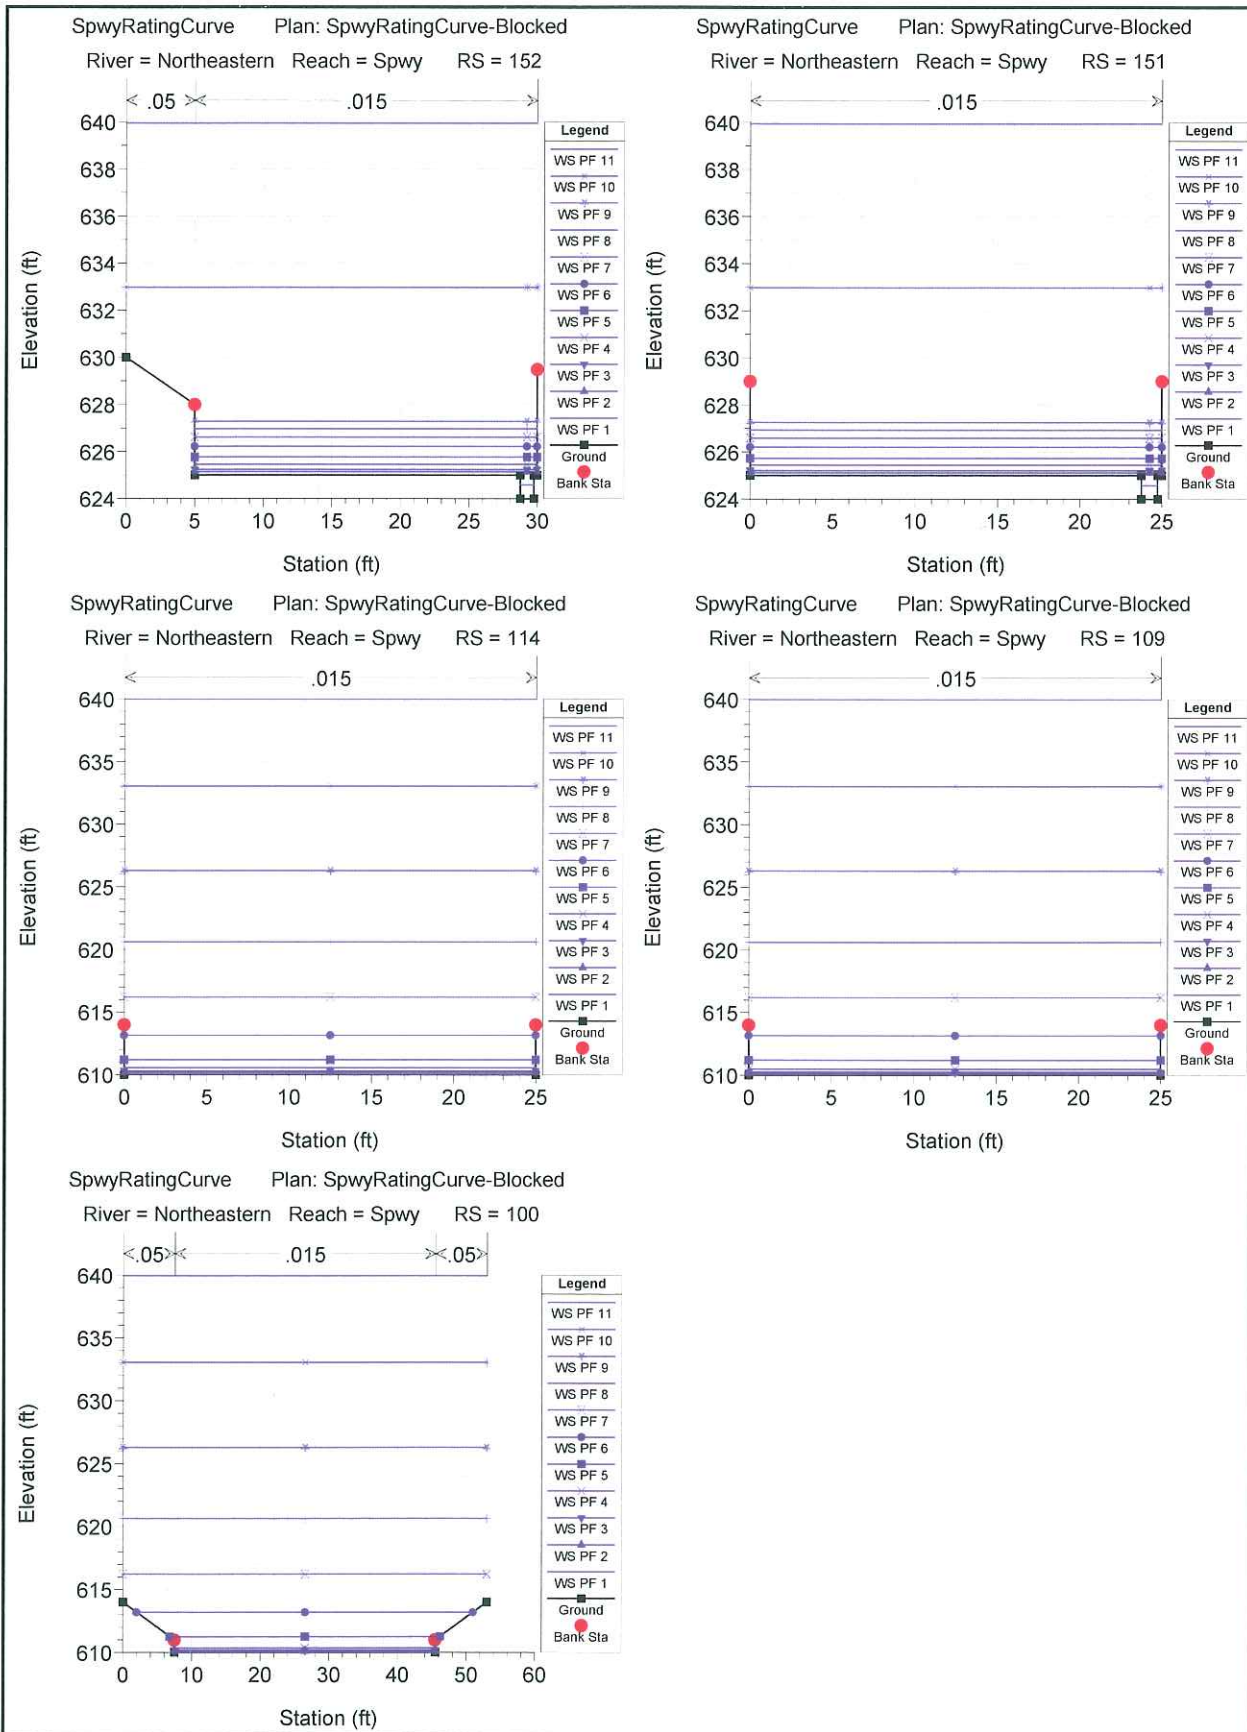 SpwyRatingCurve Plan: SpwyRatingCurve-Blocked
River = Northeastern Reach = Spwy RS = 152
.05 .015
640
638
636
634
632
630
628
626
624
Elevation (ft)
0 5 10 15 20 25 30
Station (ft)
Legend
WS PF 11
WS PF 10
WS PF 9
WS PF 8
WS PF 7
WS PF 6
WS PF 5
WS PF 4
WS PF 3
WS PF 2
WS PF 1
Ground
Bank Sta
SpwyRatingCurve Plan: SpwyRatingCurve-Blocked
River = Northeastern Reach = Spwy RS = 151
.015
640
638
636
634
632
630
628
626
624
Elevation (ft)
0 5 10 15 20 25
Station (ft)
Legend
WS PF 11
WS PF 10
WS PF 9
WS PF 8
WS PF 7
WS PF 6
WS PF 5
WS PF 4
WS PF 3
WS PF 2
WS PF 1
Ground
Bank Sta
SpwyRatingCurve Plan: SpwyRatingCurve-Blocked
River = Northeastern Reach = Spwy RS = 114
.015
640
635
630
625
620
615
610
Elevation (ft)
0 5 10 15 20 25
Station (ft)
Legend
WS PF 11
WS PF 10
WS PF 9
WS PF 8
WS PF 7
WS PF 6
WS PF 5
WS PF 4
WS PF 3
WS PF 2
WS PF 1
Ground
Bank Sta
SpwyRatingCurve Plan: SpwyRatingCurve-Blocked
River = Northeastern Reach = Spwy RS = 109
.015
640
635
630
625
620
615
610
Elevation (ft)
0 5 10 15 20 25
Station (ft)
Legend
WS PF 11
WS PF 10
WS PF 9
WS PF 8
WS PF 7
WS PF 6
WS PF 5
WS PF 4
WS PF 3
WS PF 2
WS PF 1
Ground
Bank Sta
SpwyRatingCurve Plan: SpwyRatingCurve-Blocked
River = Northeastern Reach = Spwy RS = 100
.05 .015 .05
640
635
630
625
620
615
610
Elevation (ft)
0 10 20 30 40 50 60
Station (ft)
Legend
WS PF 11
WS PF 10
WS PF 9
WS PF 8
WS PF 7
WS PF 6
WS PF 5
WS PF 4
WS PF 3
WS PF 2
WS PF 1
Ground
Bank Sta